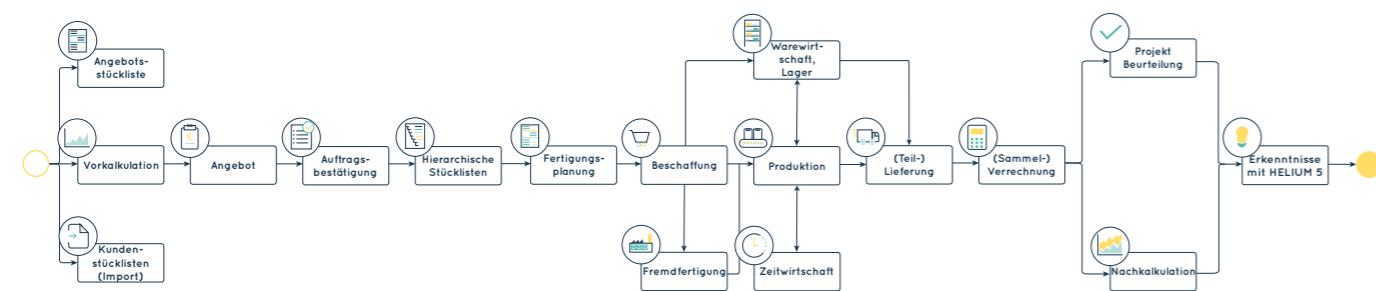 Angebots-
stückliste
Vorkalkulation
Kunden-
stücklisten
(Import)
Angebot
Auftrags-
bestätigung
Hierarchische
Stücklisten
Fertigungs-
planung
Beschaffung
Fremdfertigung
Warewirt-
schaft,
Lager
Produktion
Zeitwirtschaft
(Teil-)
Lieferung
(Sammel-)
Verrechnung
Projekt
Beurteilung
Nachkalkulation
Erkenntnisse
mit HELIUM 5